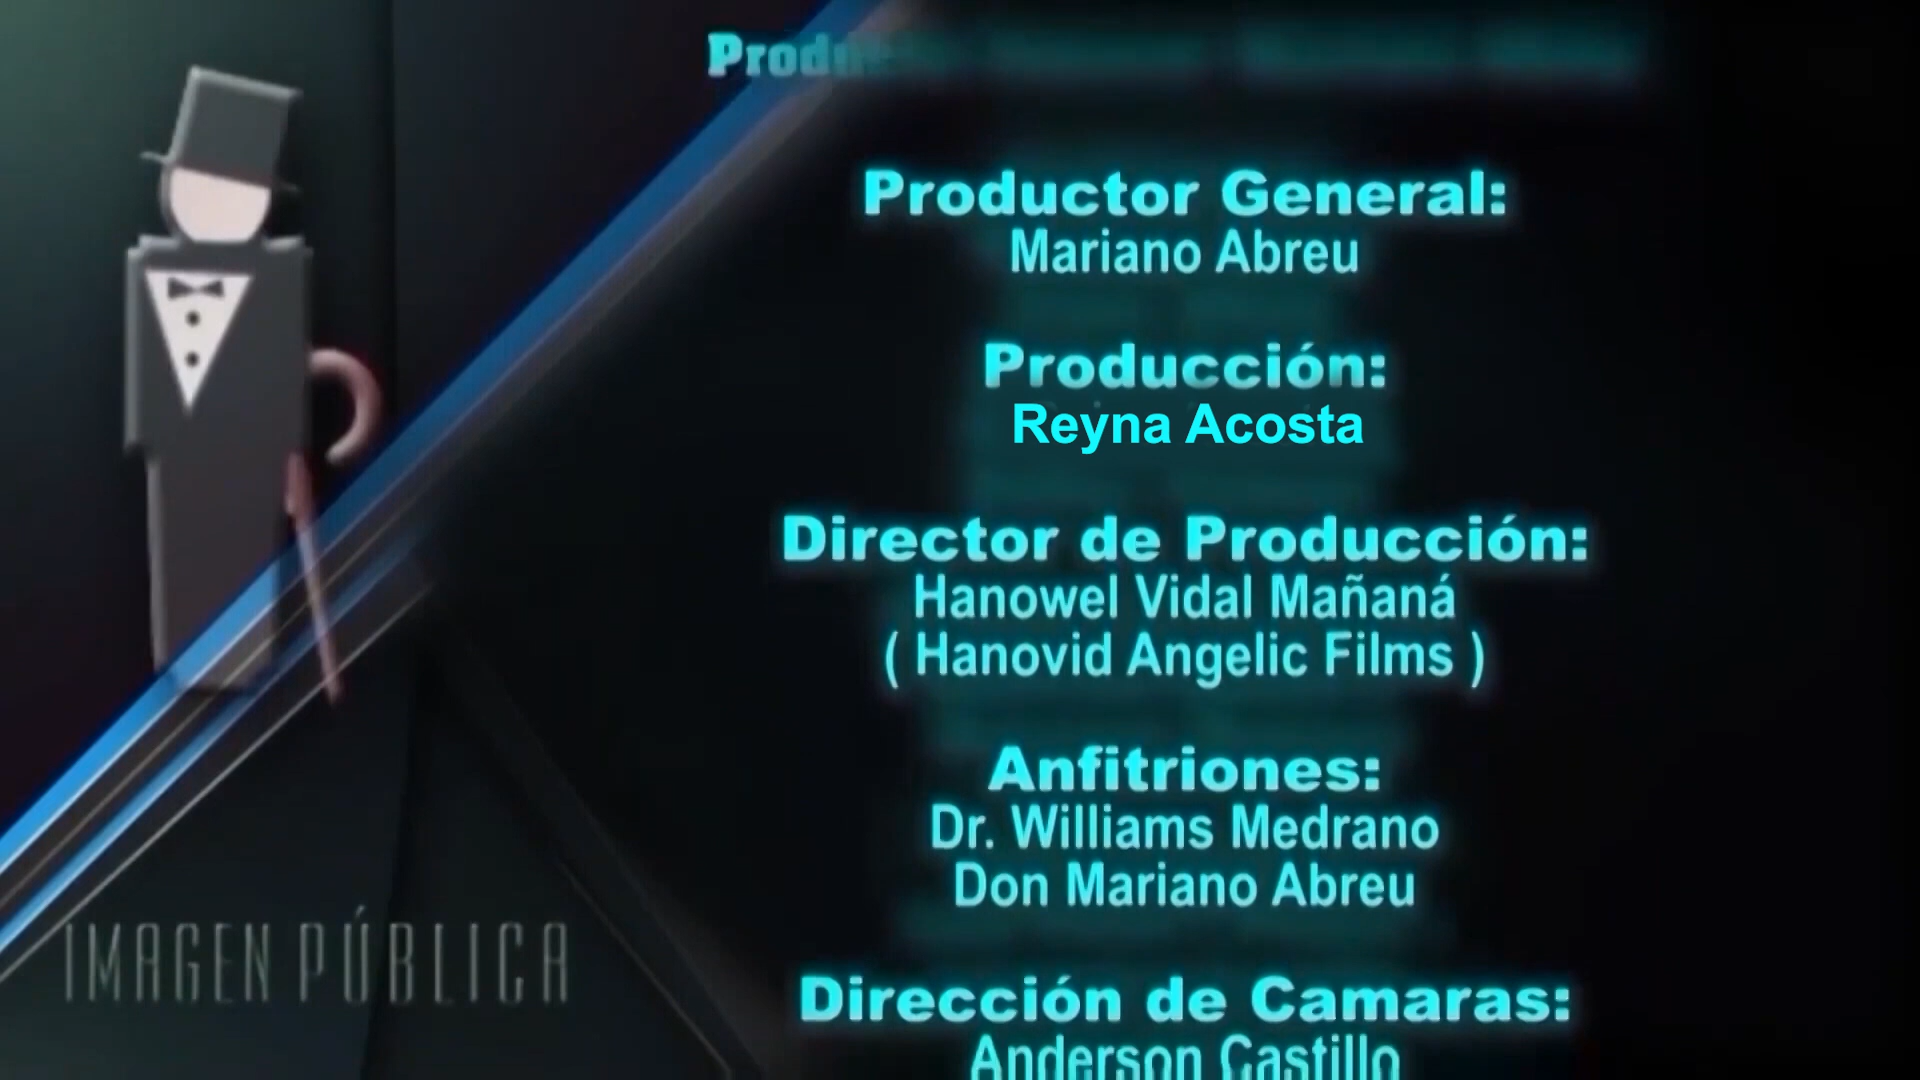 Productor General:
Mariano Abreu
Producción:
Reyna Acosta
Director de Producción:
Hanowel Vidal Mañaná
( Hanovid Angelic Films )
Anfitriones:
Dr. Williams Medrano
Don Mariano Abreu
Dirección de Camaras:
Anderson Castillo
IMAGEN PÚBLICA